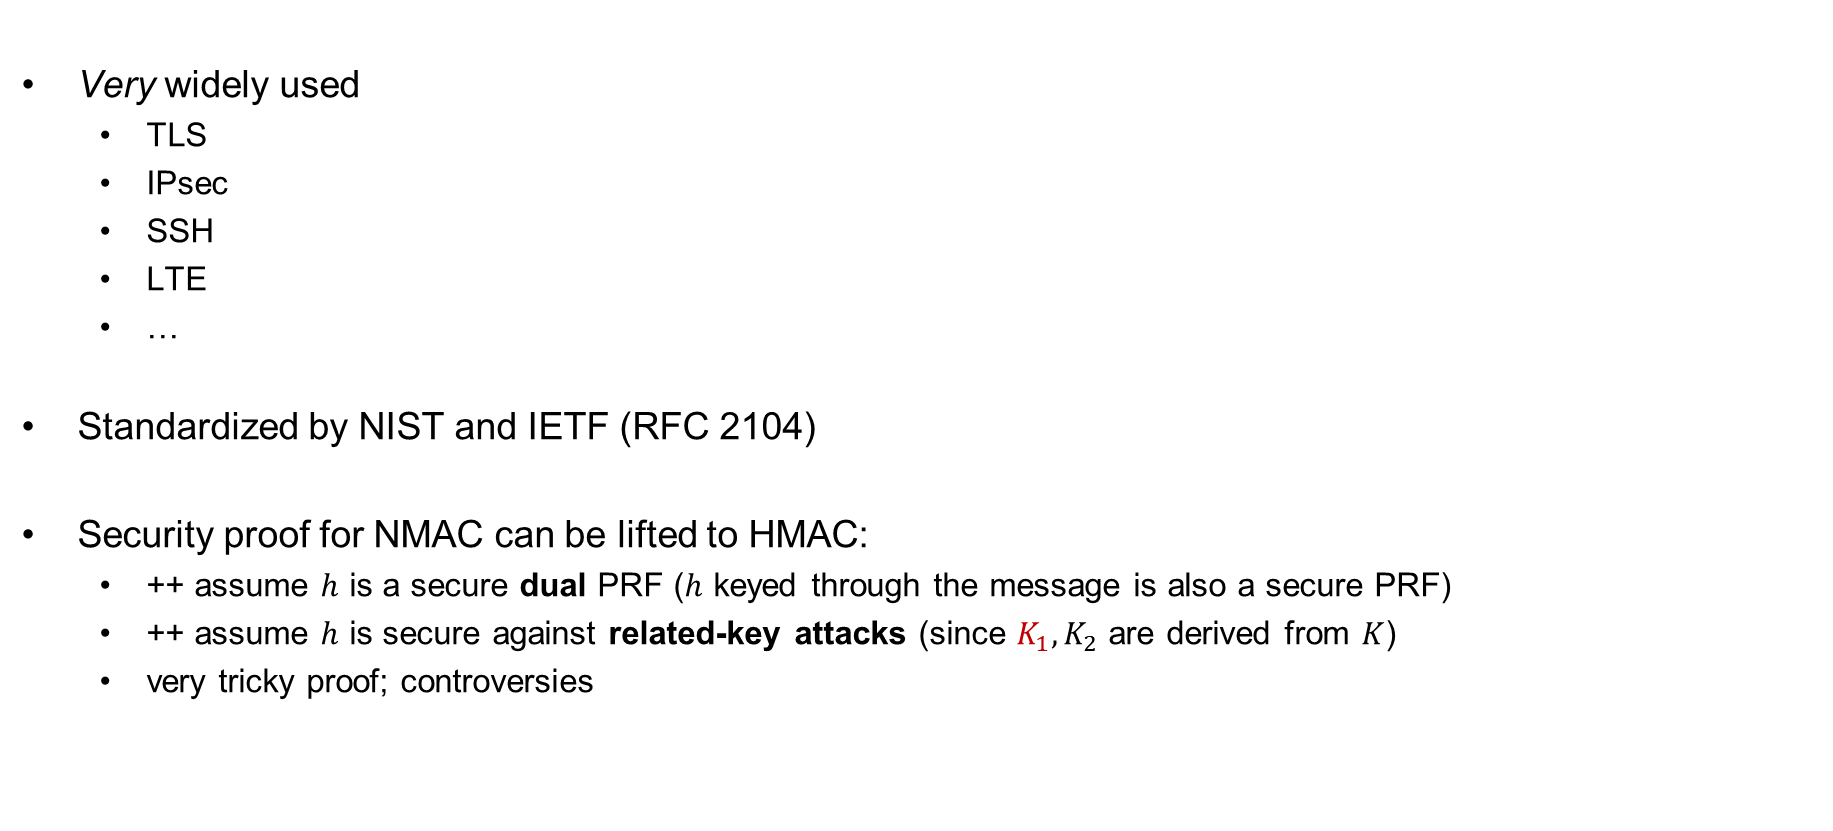 • Very widely used
• TLS
• IPsec
• SSH
• LTE
• …
• Standardized by NIST and IETF (RFC 2104)
• Security proof for NMAC can be lifted to HMAC:
• ++ assume ℎ is a secure dual PRF (ℎ keyed through the message is also a secure PRF)
• ++ assume ℎ is secure against related-key attacks (since 𝐾₁, 𝐾₂ are derived from 𝐾)
• very tricky proof; controversies